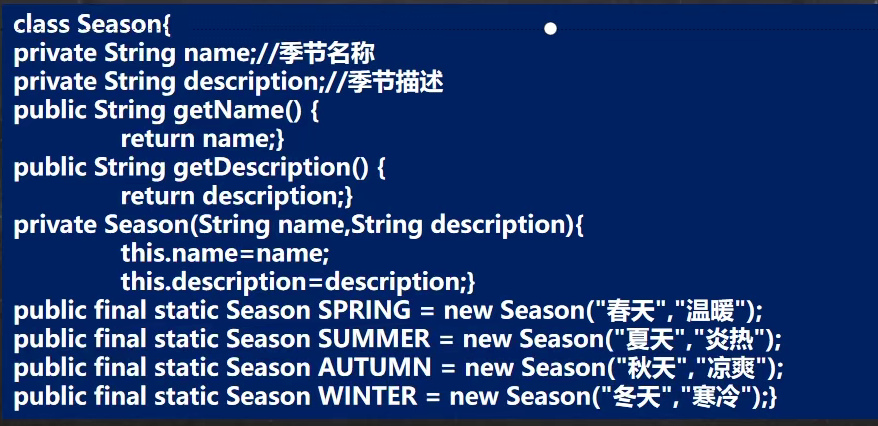 class Season{
private String name;//季节名称
private String description;//季节描述
public String getName() {
return name;}
public String getDescription() {
return description;}
private Season(String name,String description){
this.name=name;
this.description=description;}
public final static Season SPRING = new Season("春天","温暖");
public final static Season SUMMER = new Season("夏天","炎热");
public final static Season AUTUMN = new Season("秋天","凉爽");
public final static Season WINTER = new Season("冬天","寒冷");}